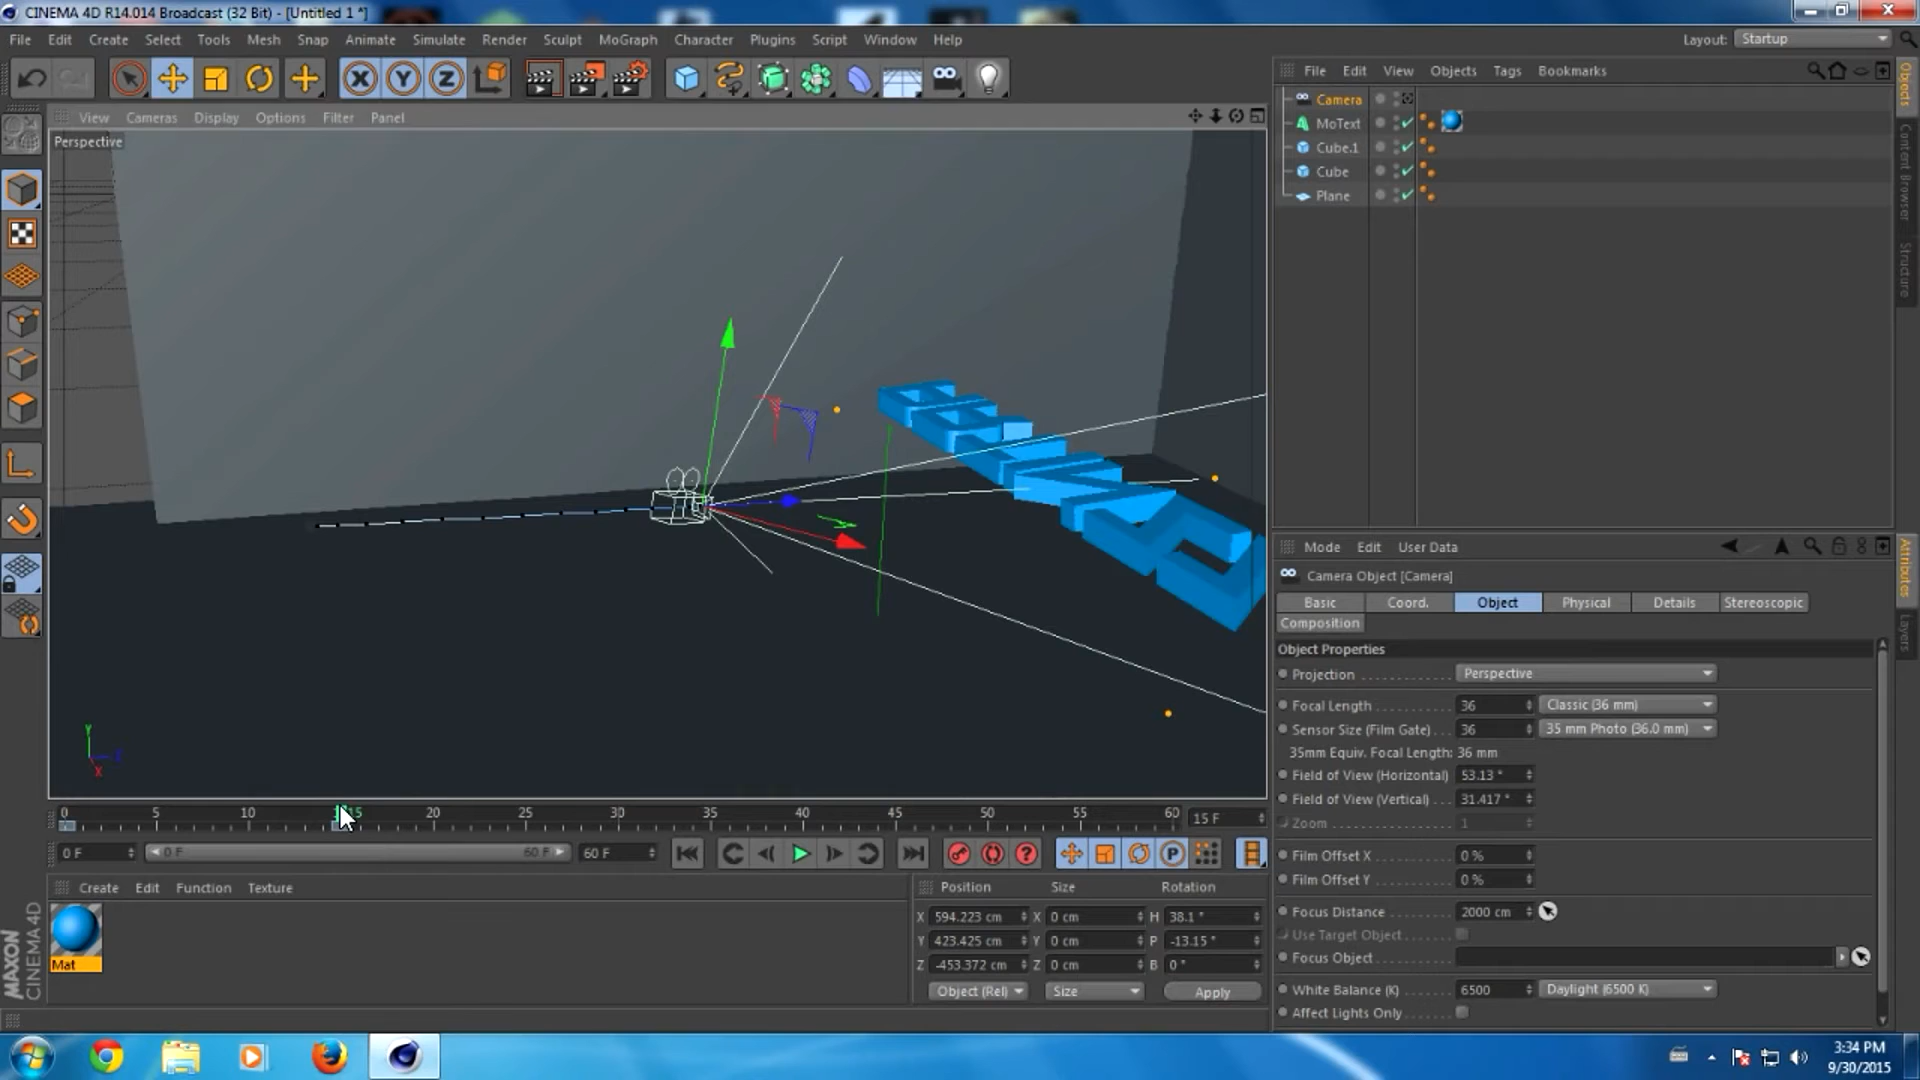 CINEMA 4D R14.014 Broadcast (32 Bit) - [Untitled 1 *]
File Edit Create Select Tools Mesh Snap Animate Simulate Render Sculpt MoGraph Character Plugins Script Window Help Layout: Startup
X Y Z
File Edit View Objects Tags Bookmarks
View Cameras Display Options Filter Panel
Perspective
Camera
MoText
Cube.1
Cube
Plane
Objects
Content Browser
Structure
Mode Edit User Data
Camera Object [Camera]
Basic Coord. Object Physical Details Stereoscopic
Composition
Object Properties
Projection Perspective
Focal Length 36 Classic (36 mm)
Sensor Size (Film Gate) 36 35 mm Photo (36.0 mm)
35mm Equiv. Focal Length: 36 mm
Field of View (Horizontal) 53.13 °
Field of View (Vertical) 31.417 °
Zoom 1
Film Offset X 0 %
Film Offset Y 0 %
Focus Distance 2000 cm
Use Target Object
Focus Object
White Balance (K) 6500 Daylight (6500 K)
Affect Lights Only
Attributes
Layers
Y
Z
X
0 5 10 15 20 25 30 35 40 45 50 55 60 15 F
0 F 0 F 60 F 60 F
P
Create Edit Function Texture
Mat
MAXON CINEMA 4D
Position Size Rotation
X 594.223 cm X 0 cm H 38.1 °
Y 423.425 cm Y 0 cm P -13.15 °
Z -453.372 cm Z 0 cm B 0 °
Object (Rel) Size Apply
3:34 PM
9/30/2015